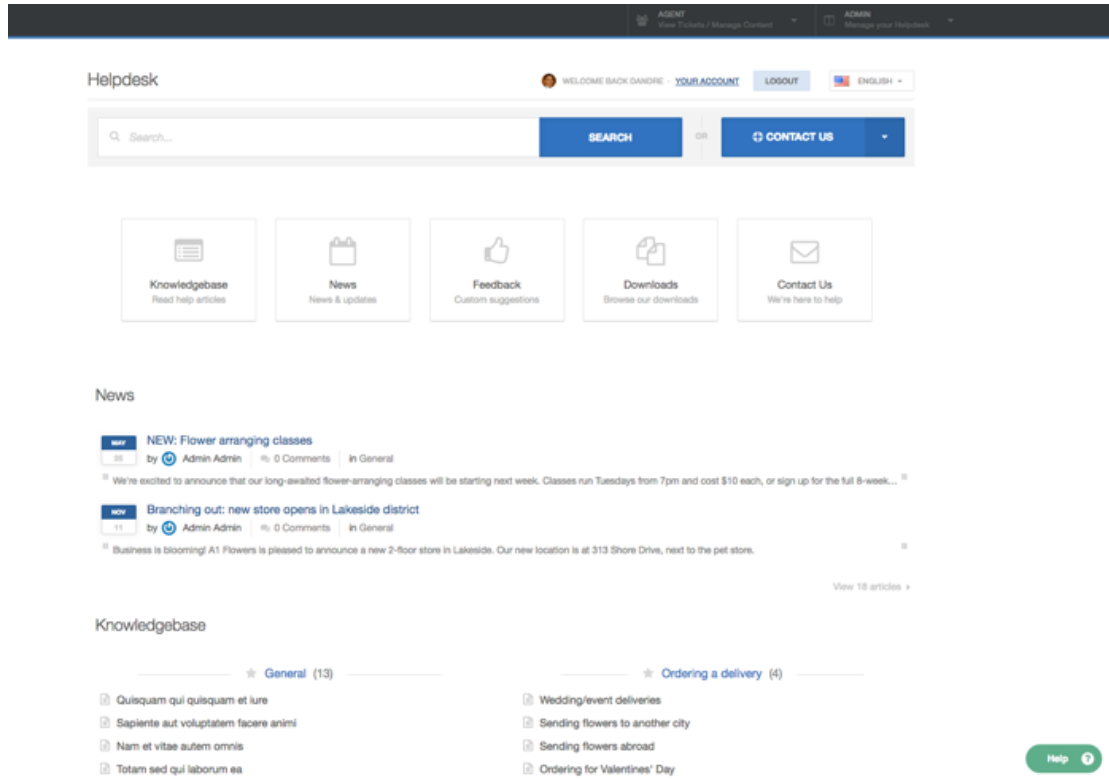 AGENT
View Tickets / Manage Content
ADMIN
Manage your Helpdesk
Helpdesk
WELCOME BACK DANDRE - YOUR ACCOUNT
LOGOUT
ENGLISH
Search...
SEARCH
OR
CONTACT US
Knowledgebase
Read help articles
News
News & updates
Feedback
Custom suggestions
Downloads
Browse our downloads
Contact Us
We're here to help
News
MAY
05
NEW: Flower arranging classes
by Admin Admin 0 Comments in General
" We're excited to announce that our long-awaited flower-arranging classes will be starting next week. Classes run Tuesdays from 7pm and cost $10 each, or sign up for the full 8-week... "
NOV
11
Branching out: new store opens in Lakeside district
by Admin Admin 0 Comments in General
" Business is blooming! A1 Flowers is pleased to announce a new 2-floor store in Lakeside. Our new location is at 313 Shore Drive, next to the pet store. "
View 18 articles
Knowledgebase
General (13)
Quisquam qui quisquam et iure
Sapiente aut voluptatem facere animi
Nam et vitae autem omnis
Totam sed qui laborum ea
Ordering a delivery (4)
Wedding/event deliveries
Sending flowers to another city
Sending flowers abroad
Ordering for Valentines' Day
Help